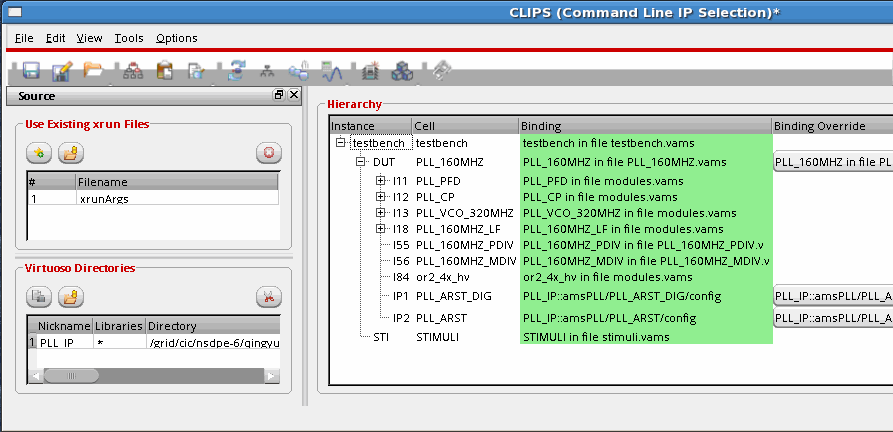 CLIPS (Command Line IP Selection)*
File Edit View Tools Options
Source
Use Existing xrun Files
# Filename
1 xrunArgs
Virtuoso Directories
Nickname Libraries Directory
1 PLL_IP * /grid/cic/nsdpe-6/qingyu
Hierarchy
Instance Cell Binding Binding Override
testbench testbench testbench in file testbench.vams
DUT PLL_160MHZ PLL_160MHZ in file PLL_160MHZ.vams PLL_160MHZ in file PL
I11 PLL_PFD PLL_PFD in file modules.vams
I12 PLL_CP PLL_CP in file modules.vams
I13 PLL_VCO_320MHZ PLL_VCO_320MHZ in file modules.vams
I18 PLL_160MHZ_LF PLL_160MHZ_LF in file modules.vams
I55 PLL_160MHZ_PDIV PLL_160MHZ_PDIV in file PLL_160MHZ_PDIV.v
I56 PLL_160MHZ_MDIV PLL_160MHZ_MDIV in file PLL_160MHZ_MDIV.v
I84 or2_4x_hv or2_4x_hv in file modules.vams
IP1 PLL_ARST_DIG PLL_IP::amsPLL/PLL_ARST_DIG/config PLL_IP::amsPLL/PLL_A
IP2 PLL_ARST PLL_IP::amsPLL/PLL_ARST/config PLL_IP::amsPLL/PLL_A
STI STIMULI STIMULI in file stimuli.vams